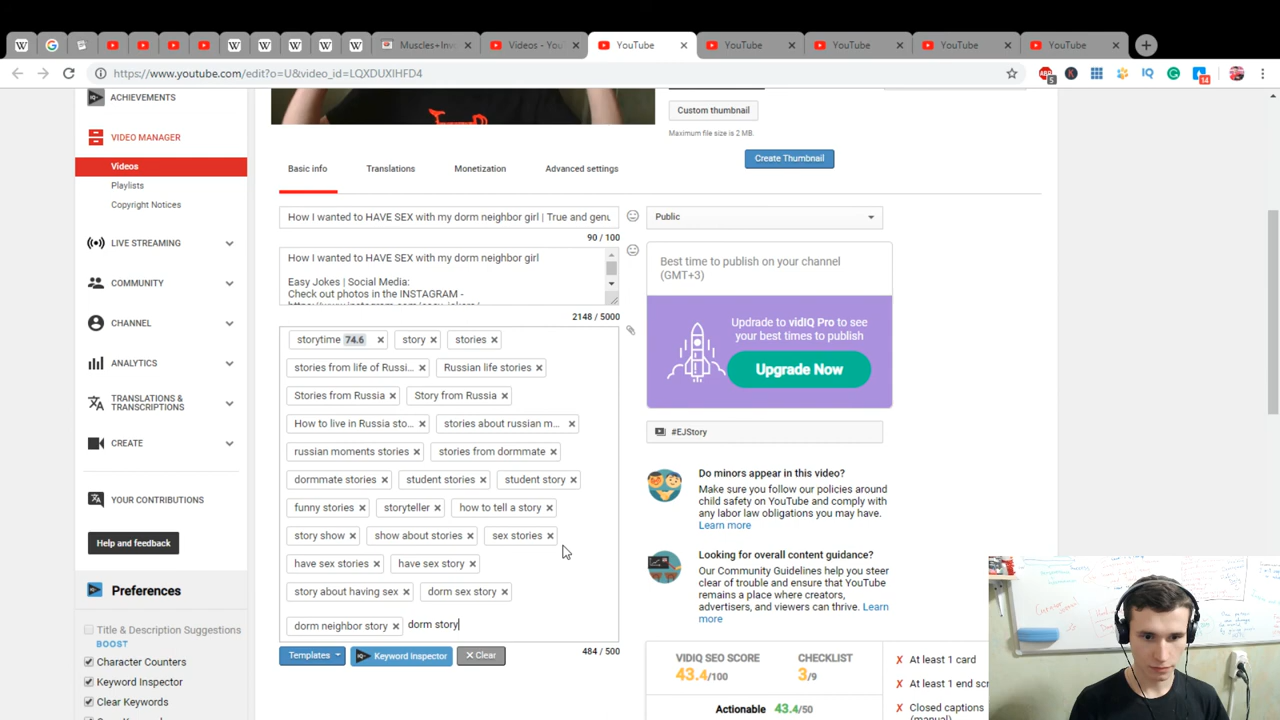 W
G
Muscles+Inv
×
Videos - You
×
YouTube
×
YouTube
×
YouTube
×
YouTube
×
YouTube
×
https://www.youtube.com/edit?o=U&video_id=LQXDUXIHFD4
ACHIEVEMENTS
VIDEO MANAGER
Videos
Playlists
Copyright Notices
LIVE STREAMING
COMMUNITY
CHANNEL
ANALYTICS
TRANSLATIONS &
TRANSCRIPTIONS
CREATE
YOUR CONTRIBUTIONS
Help and feedback
Preferences
Title & Description Suggestions
BOOST
Character Counters
Keyword Inspector
Clear Keywords
Custom thumbnail
Maximum file size is 2 MB.
Create Thumbnail
Basic info Translations Monetization Advanced settings
How I wanted to HAVE SEX with my dorm neighbor girl | True and genu
90 / 100
How I wanted to HAVE SEX with my dorm neighbor girl
Easy Jokes | Social Media:
Check out photos in the INSTAGRAM -
2148 / 5000
storytime 74.6 × story × stories ×
stories from life of Russi... × Russian life stories ×
Stories from Russia × Story from Russia ×
How to live in Russia sto... × stories about russian m... ×
russian moments stories × stories from dormmate ×
dormmate stories × student stories × student story ×
funny stories × storyteller × how to tell a story ×
story show × show about stories × sex stories ×
have sex stories × have sex story ×
story about having sex × dorm sex story ×
dorm neighbor story × dorm story
484 / 500
Templates Keyword Inspector × Clear
Public
Best time to publish on your channel
(GMT+3)
Upgrade to vidIQ Pro to see
your best times to publish
Upgrade Now
#EJStory
Do minors appear in this video?
Make sure you follow our policies around
child safety on YouTube and comply with
any labor law obligations you may have.
Learn more
Looking for overall content guidance?
Our Community Guidelines help you steer
clear of trouble and ensure that YouTube
remains a place where creators,
advertisers, and viewers can thrive. Learn
more
VIDIQ SEO SCORE
43.4/100
CHECKLIST
3/9
Actionable 43.4/50
✗ At least 1 card
✗ At least 1 end scr
✗ Closed captions
(manual)